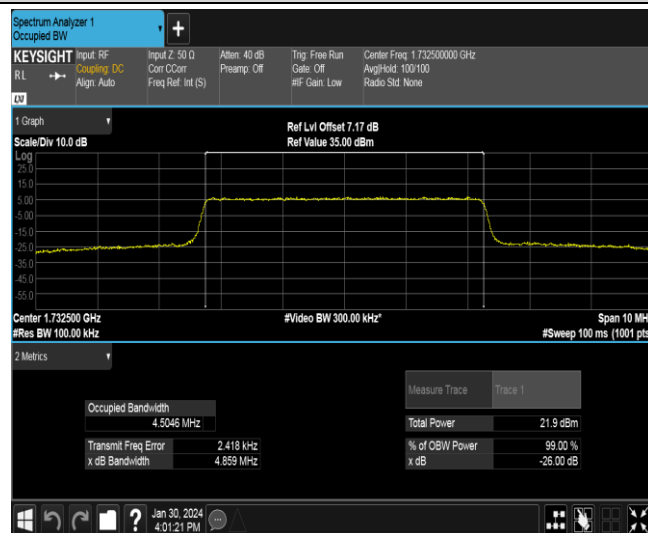 Spectrum Analyzer 1
Occupied BW
KEYSIGHT
RL
LXI
Input: RF
Coupling: DC
Align: Auto
Input Z: 50 Ω
Corr CCorr
Freq Ref: Int (S)
Atten: 40 dB
Preamp: Off
Trig: Free Run
Gate: Off
#IF Gain: Low
Center Freq: 1.732500000 GHz
Avg|Hold: 100/100
Radio Std: None
1 Graph
Scale/Div 10.0 dB
Ref Lvl Offset 7.17 dB
Ref Value 35.00 dBm
Log
25.0
15.0
5.00
-5.00
-15.0
-25.0
-35.0
-45.0
-55.0
Center 1.732500 GHz
#Res BW 100.00 kHz
#Video BW 300.00 kHz*
Span 10 MH
#Sweep 100 ms (1001 pts
2 Metrics
Measure Trace Trace 1
Occupied Bandwidth
4.5046 MHz
Total Power 21.9 dBm
Transmit Freq Error 2.418 kHz
% of OBW Power 99.00 %
x dB Bandwidth 4.859 MHz
x dB -26.00 dB
?
Jan 30, 2024
4:01:21 PM